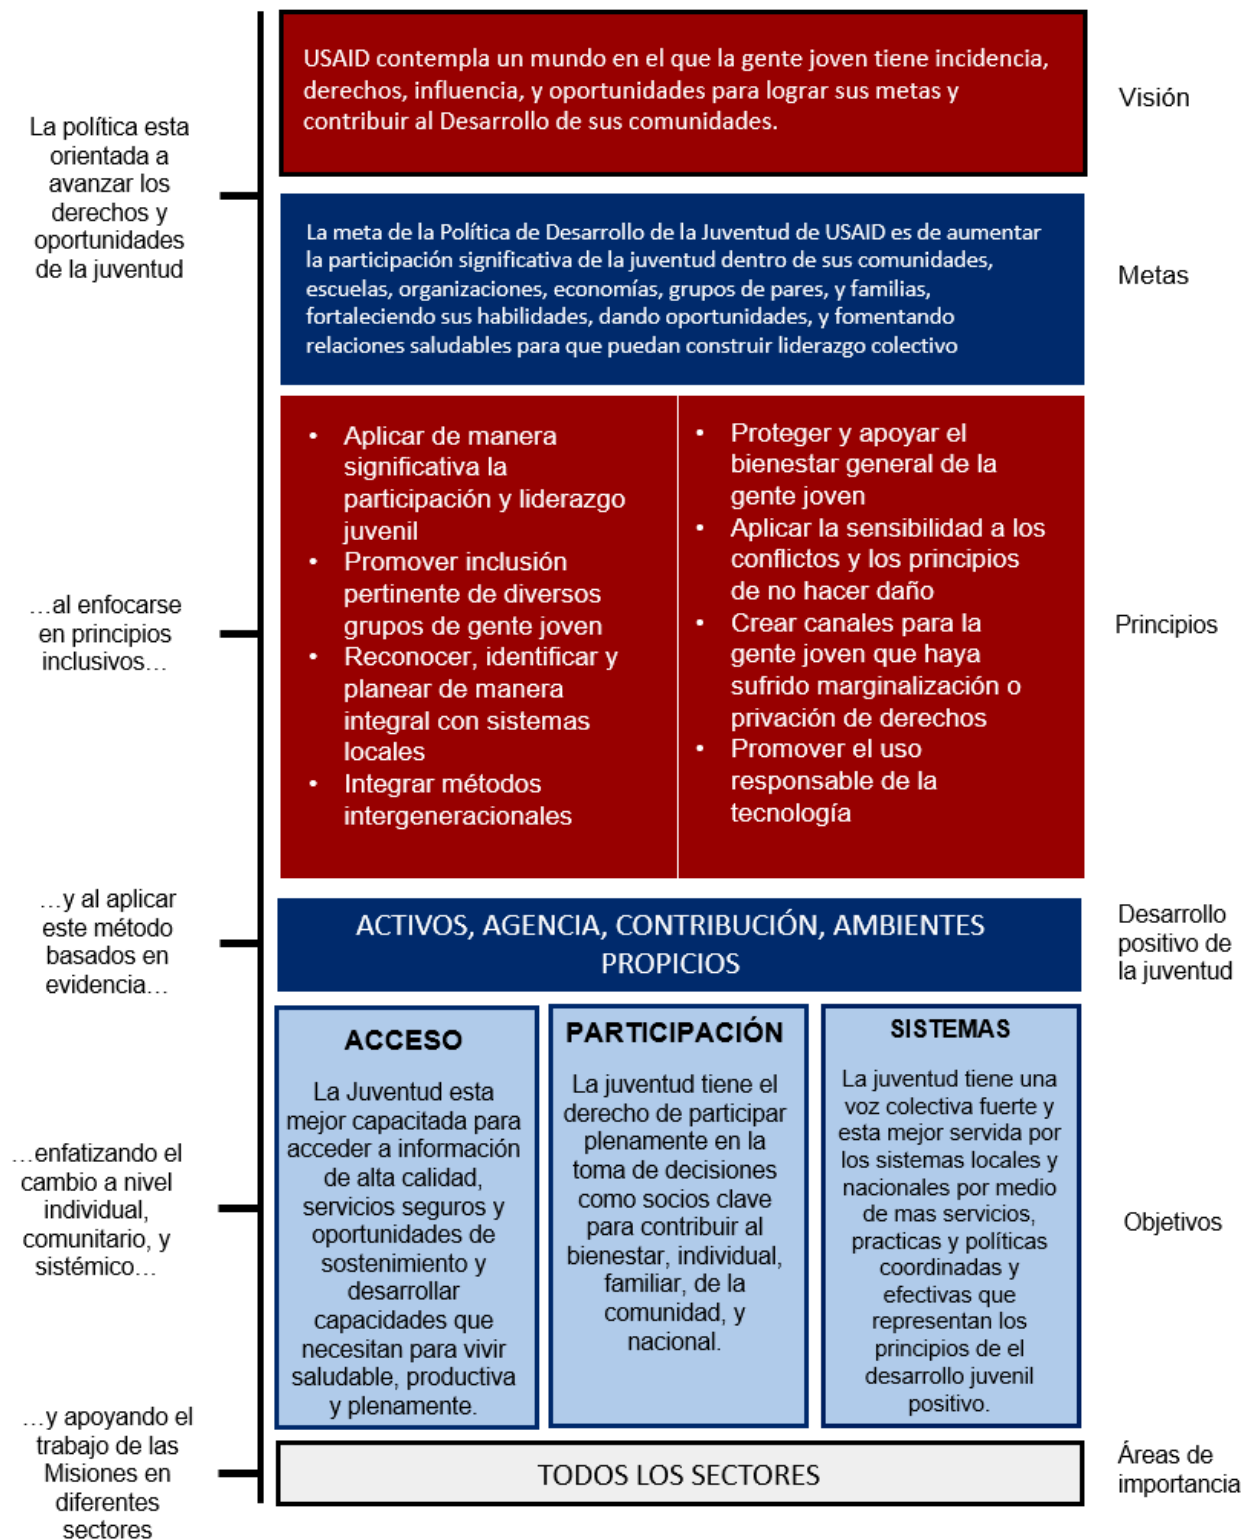 USAID contempla un mundo en el que la gente joven tiene incidencia,
derechos, influencia, y oportunidades para lograr sus metas y
contribuir al Desarrollo de sus comunidades.
Visión
La política esta
orientada a
avanzar los
derechos y
oportunidades
de la juventud
La meta de la Política de Desarrollo de la Juventud de USAID es de aumentar
la participación significativa de la juventud dentro de sus comunidades,
escuelas, organizaciones, economías, grupos de pares, y familias,
fortaleciendo sus habilidades, dando oportunidades, y fomentando
relaciones saludables para que puedan construir liderazgo colectivo
Metas
…al enfocarse
en principios
inclusivos…
• Aplicar de manera
significativa la
participación y liderazgo
juvenil
• Promover inclusión
pertinente de diversos
grupos de gente joven
• Reconocer, identificar y
planear de manera
integral con sistemas
locales
• Integrar métodos
intergeneracionales
• Proteger y apoyar el
bienestar general de la
gente joven
• Aplicar la sensibilidad a los
conflictos y los principios
de no hacer daño
• Crear canales para la
gente joven que haya
sufrido marginalización o
privación de derechos
• Promover el uso
responsable de la
tecnología
Principios
…y al aplicar
este método
basados en
evidencia…
ACTIVOS, AGENCIA, CONTRIBUCIÓN, AMBIENTES
PROPICIOS
Desarrollo
positivo de
la juventud
…enfatizando el
cambio a nivel
individual,
comunitario, y
sistémico…
ACCESO
La Juventud esta
mejor capacitada para
acceder a información
de alta calidad,
servicios seguros y
oportunidades de
sostenimiento y
desarrollar
capacidades que
necesitan para vivir
saludable, productiva
y plenamente.
PARTICIPACIÓN
La juventud tiene el
derecho de participar
plenamente en la
toma de decisiones
como socios clave
para contribuir al
bienestar, individual,
familiar, de la
comunidad, y
nacional.
SISTEMAS
La juventud tiene una
voz colectiva fuerte y
esta mejor servida por
los sistemas locales y
nacionales por medio
de mas servicios,
practicas y políticas
coordinadas y
efectivas que
representan los
principios de el
desarrollo juvenil
positivo.
Objetivos
…y apoyando el
trabajo de las
Misiones en
diferentes
sectores
TODOS LOS SECTORES
Áreas de
importancia